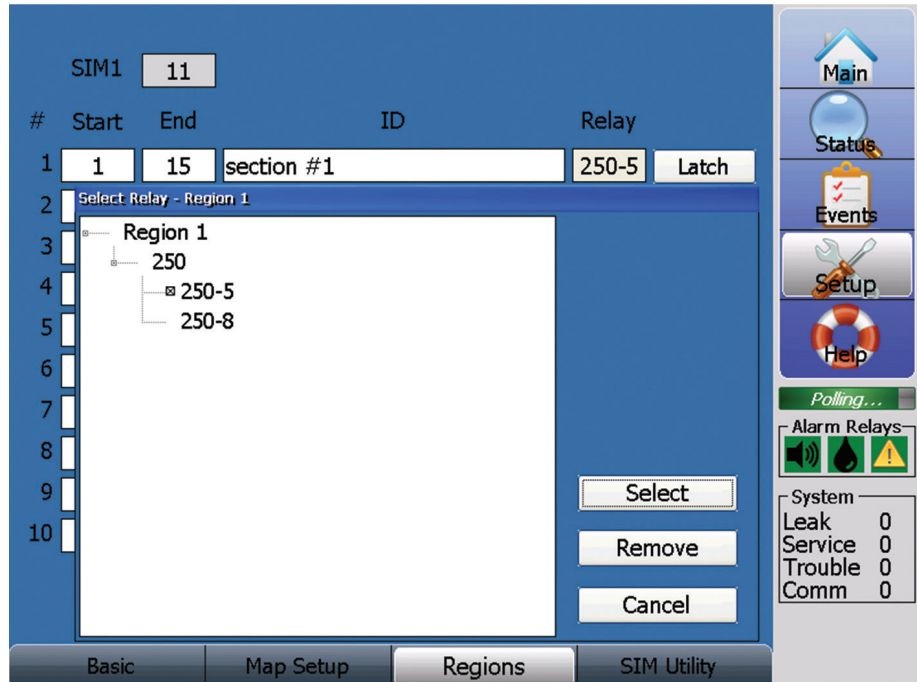 SIM1 11
# Start End ID Relay
1 1 15 section #1 250-5 Latch
2
3
4
5
6
7
8
9
10
Select Relay - Region 1
Region 1
250
250-5
250-8
Select
Remove
Cancel
Basic Map Setup Regions SIM Utility
Main
Status
Events
Setup
Help
Polling...
Alarm Relays
System
Leak 0
Service 0
Trouble 0
Comm 0